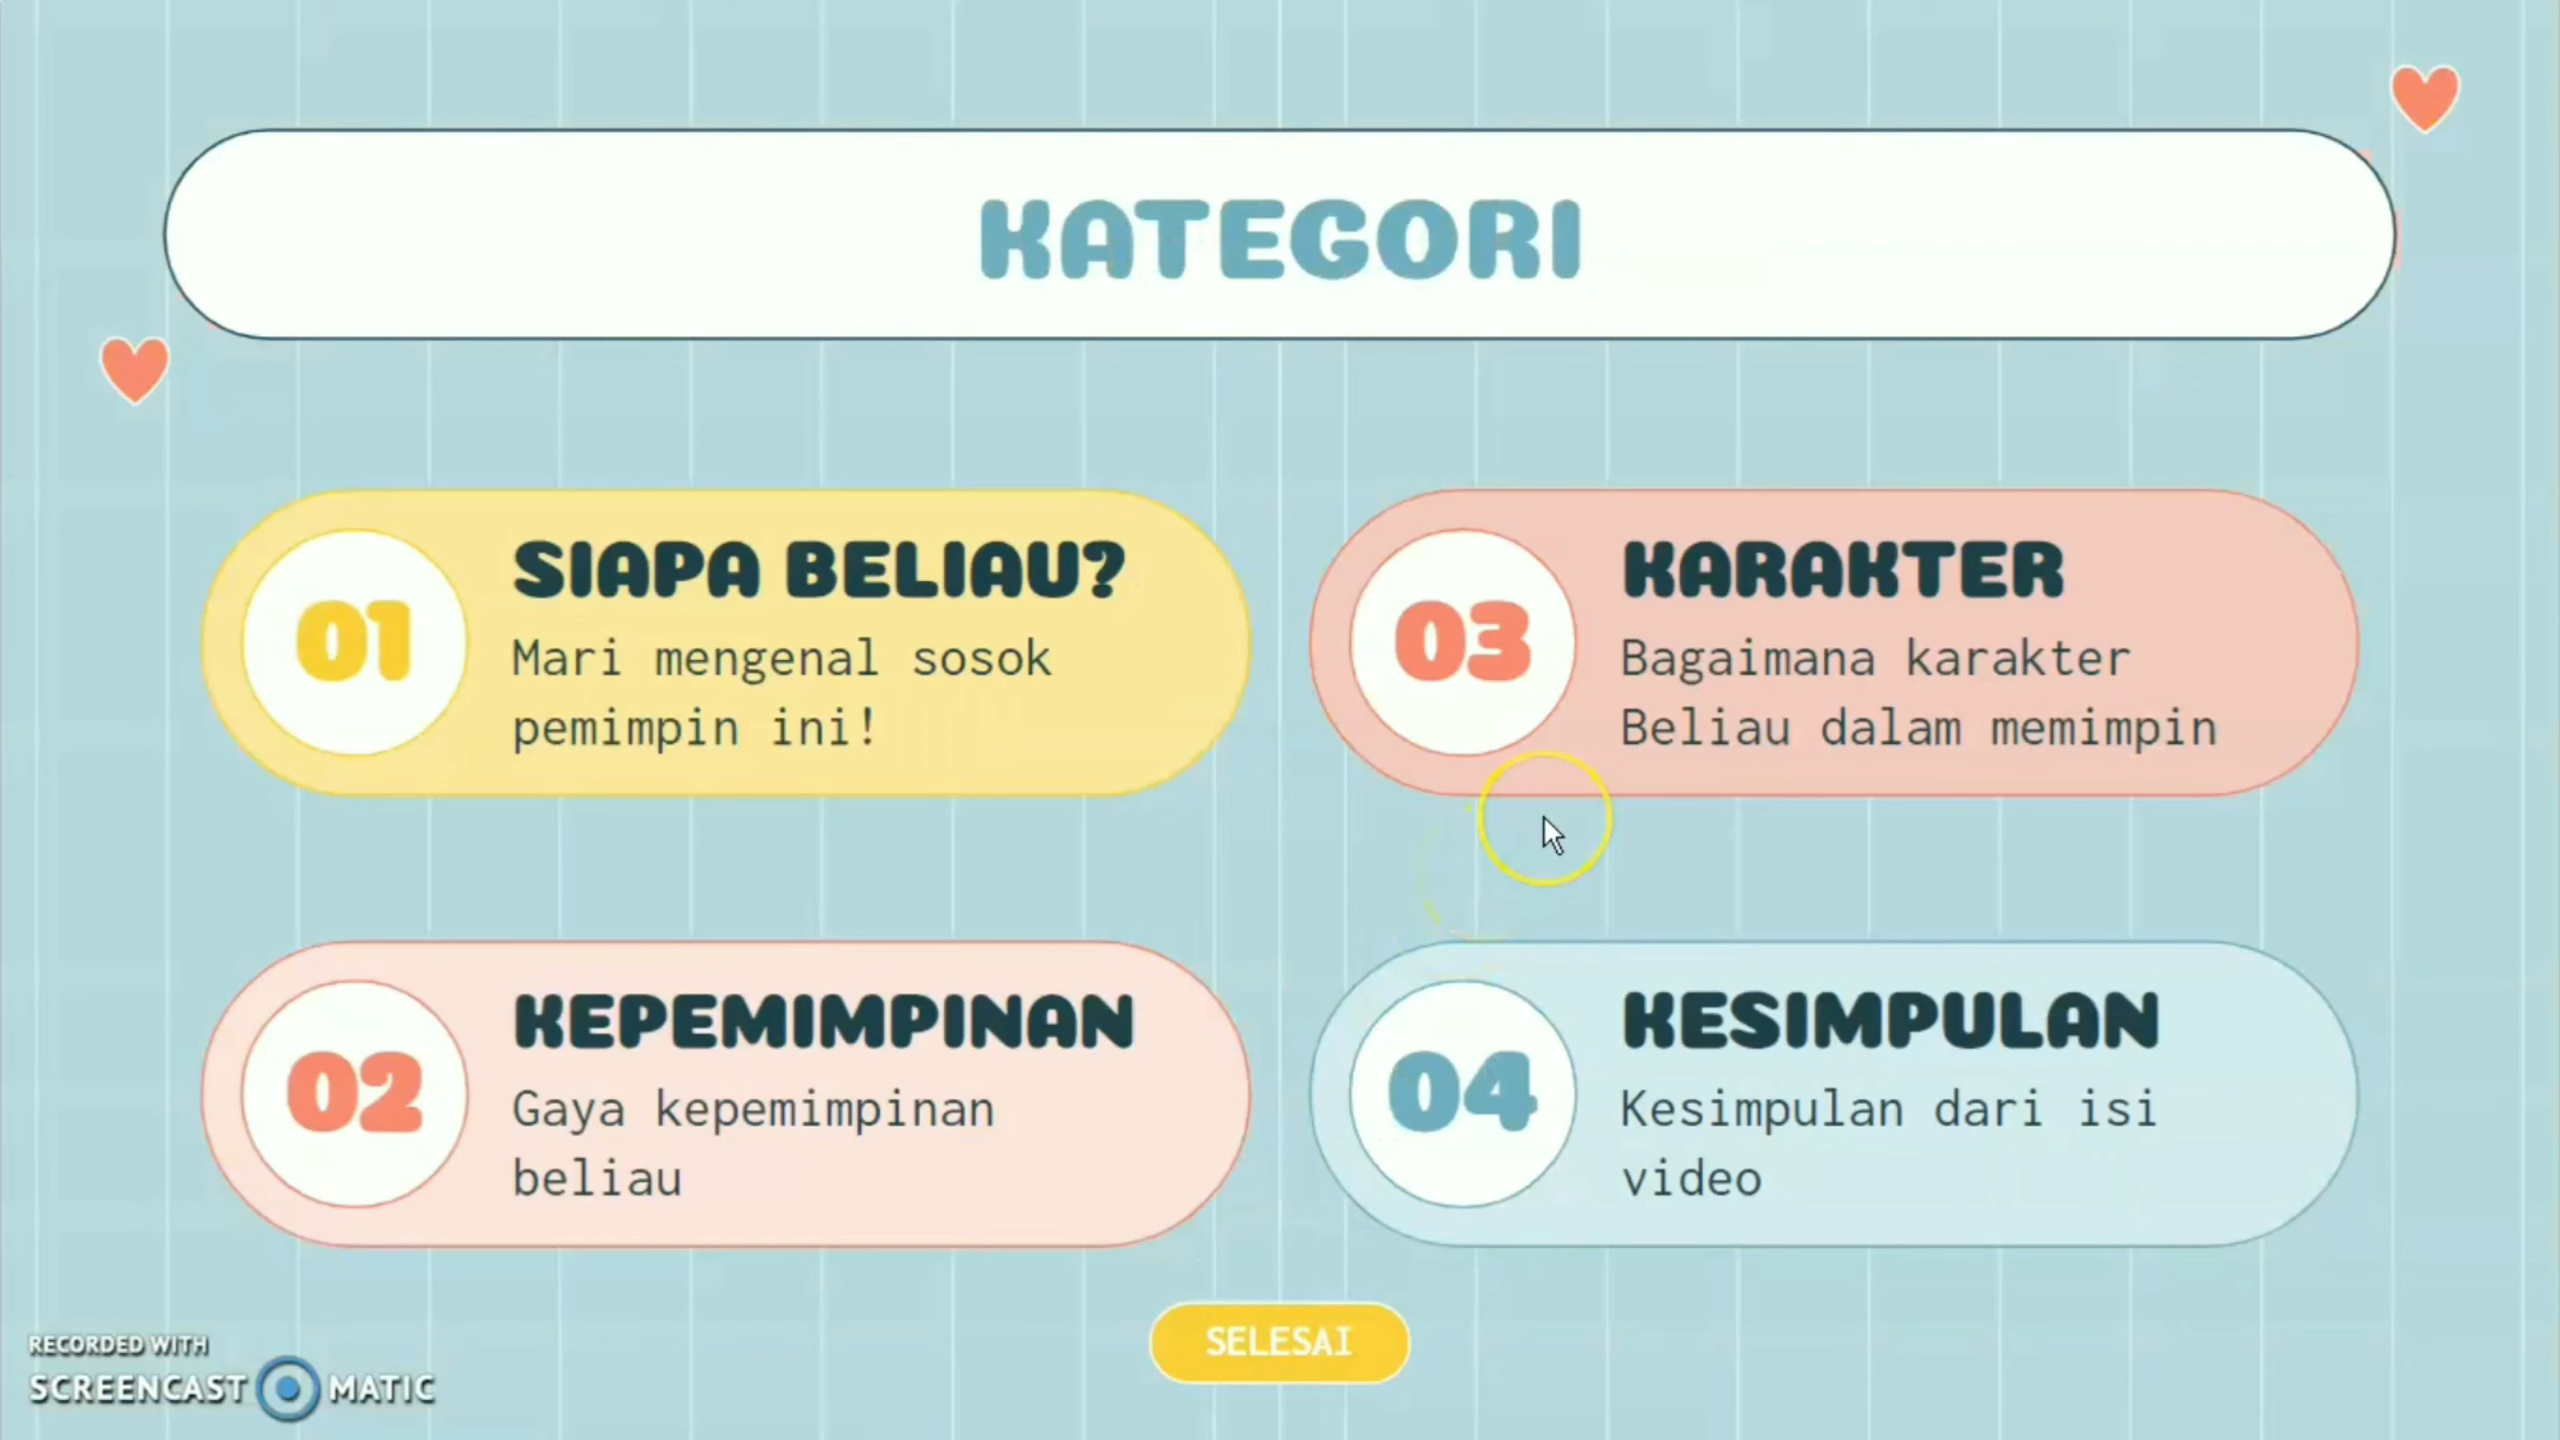 KATEGORI
01
SIAPA BELIAU?
Mari mengenal sosok
pemimpin ini!
02
KEPEMIMPINAN
Gaya kepemimpinan
beliau
03
KARAKTER
Bagaimana karakter
Beliau dalam memimpin
04
KESIMPULAN
Kesimpulan dari isi
video
SELESAI
RECORDED WITH
SCREENCAST MATIC